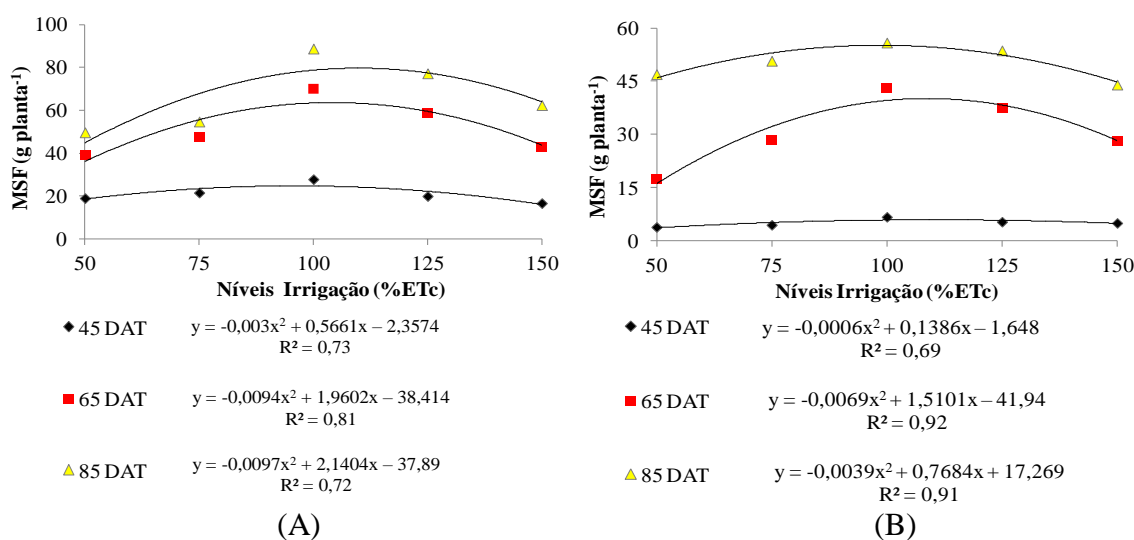 100
80
60
40
20
0
MSF (g planta⁻¹)
50 75 100 125 150
Níveis Irrigação (%ETc)
45 DAT y = -0,003x² + 0,5661x – 2,3574
R² = 0,73
65 DAT y = -0,0094x² + 1,9602x – 38,414
R² = 0,81
85 DAT y = -0,0097x² + 2,1404x – 37,89
R² = 0,72
(A)
60
45
30
15
0
MSF (g planta⁻¹)
50 75 100 125 150
Níveis Irrigação (%ETc)
45 DAT y = -0,0006x² + 0,1386x – 1,648
R² = 0,69
65 DAT y = -0,0069x² + 1,5101x – 41,94
R² = 0,92
85 DAT y = -0,0039x² + 0,7684x + 17,269
R² = 0,91
(B)